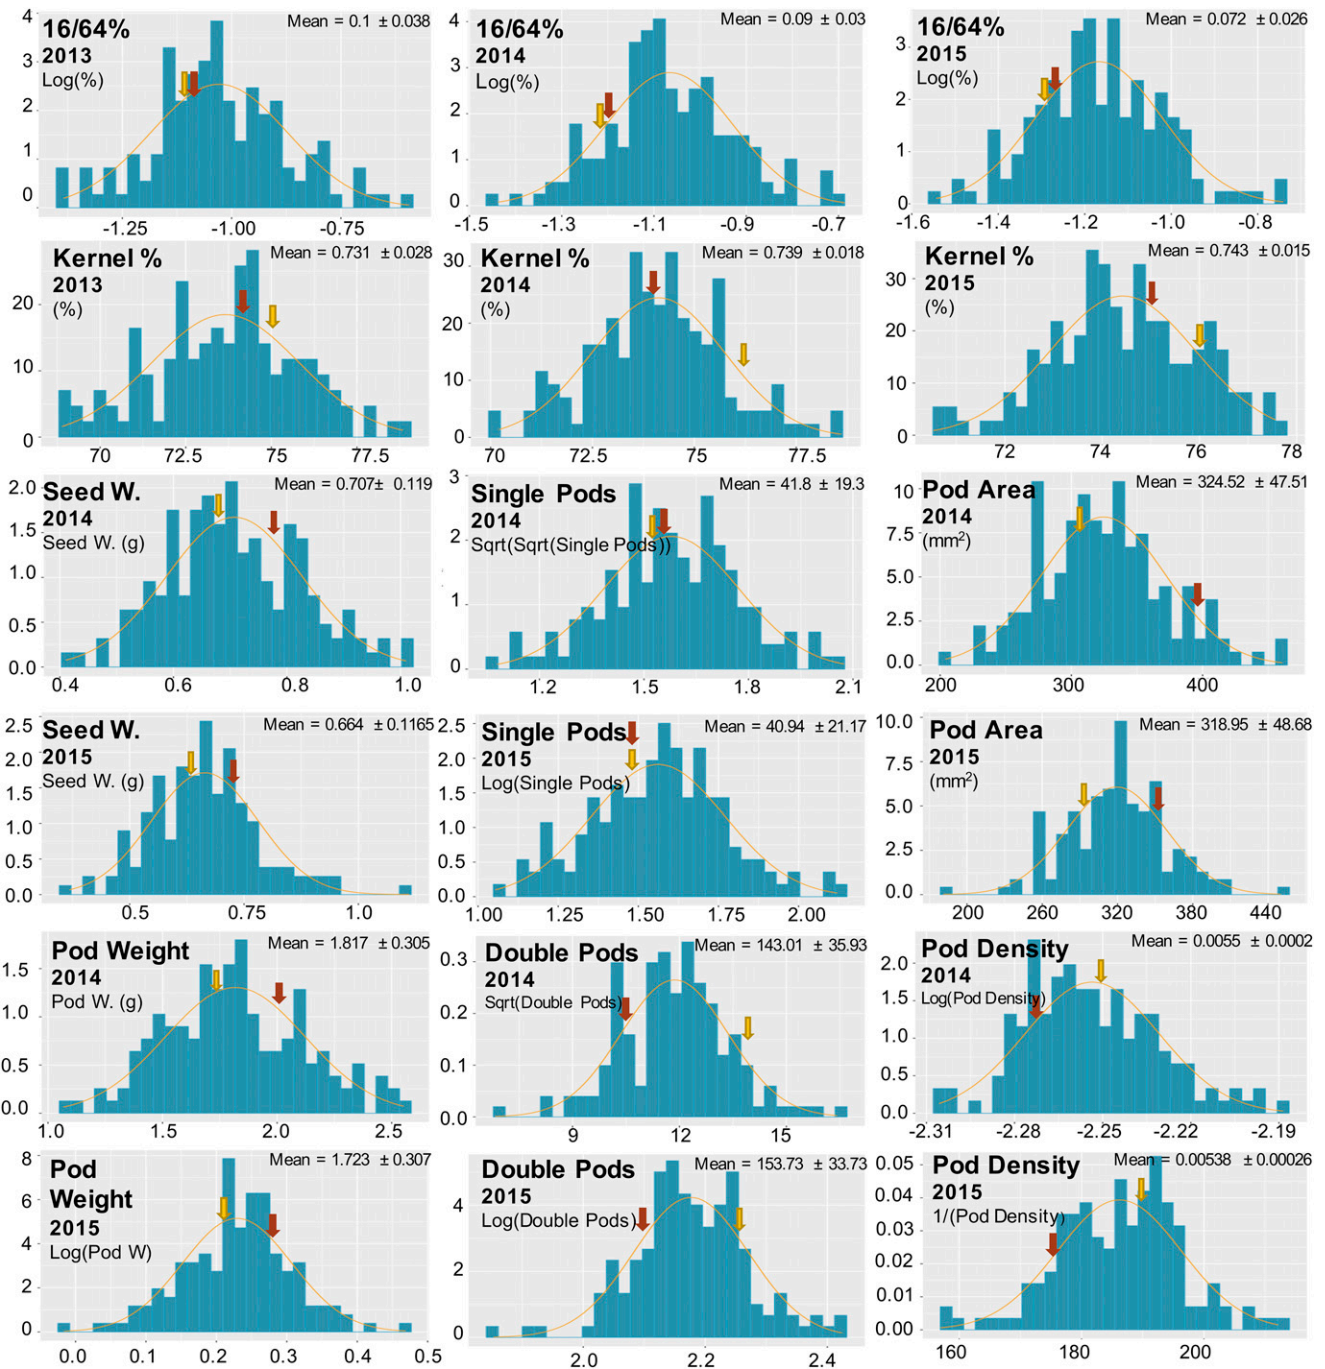 16/64%
2013
Log(%)
Mean = 0.1 ± 0.038
4
3
2
1
0
-1.25 -1.00 -0.75
16/64%
2014
Log(%)
Mean = 0.09 ± 0.03
4
3
2
1
0
-1.5 -1.3 -1.1 -0.9 -0.7
16/64%
2015
Log(%)
Mean = 0.072 ± 0.026
3
2
1
0
-1.6 -1.4 -1.2 -1.0 -0.8
Kernel %
2013
(%)
Mean = 0.731 ± 0.028
20
10
0
70 72.5 75 77.5
Kernel %
2014
(%)
Mean = 0.739 ± 0.018
30
20
10
0
70 72.5 75 77.5
Kernel %
2015
(%)
Mean = 0.743 ± 0.015
30
20
10
0
72 74 76 78
Seed W.
2014
Seed W. (g)
Mean = 0.707± 0.119
2.0
1.5
1.0
0.5
0.0
0.4 0.6 0.8 1.0
Single Pods
2014
Sqrt(Sqrt(Single Pods))
Mean = 41.8 ± 19.3
3
2
1
0
1.2 1.5 1.8 2.1
Pod Area
2014
(mm²)
Mean = 324.52 ± 47.51
10
7.5
5.0
2.5
0.0
200 300 400
Seed W.
2015
Seed W. (g)
Mean = 0.664 ± 0.1165
2.5
2.0
1.5
1.0
0.5
0.0
0.5 0.75 1.0
Single Pods
2015
Log(Single Pods)
Mean = 40.94 ± 21.17
2.5
2.0
1.5
1.0
0.5
0.0
1.00 1.25 1.50 1.75 2.00
Pod Area
2015
(mm²)
Mean = 318.95 ± 48.68
10.0
7.5
5.0
2.5
0.0
200 260 320 380 440
Pod Weight
2014
Pod W. (g)
Mean = 1.817 ± 0.305
1.5
1.0
0.5
0.0
1.0 1.5 2.0 2.5
Double Pods
2014
Sqrt(Double Pods)
Mean = 143.01 ± 35.93
0.3
0.2
0.1
0.0
9 12 15
Pod Density
2014
Log(Pod Density)
Mean = 0.0055 ± 0.0002
2.0
1.5
1.0
0.5
0.0
-2.31 -2.28 -2.25 -2.22 -2.19
Pod
Weight
2015
Log(Pod W)
Mean = 1.723 ± 0.307
8
6
4
2
0
0.0 0.1 0.2 0.3 0.4 0.5
Double Pods
2015
Log(Double Pods)
Mean = 153.73 ± 33.73
4
2
0
2.0 2.2 2.4
Pod Density
2015
1/(Pod Density)
Mean = 0.00538 ± 0.00026
0.05
0.04
0.03
0.02
0.01
0.00
160 180 200